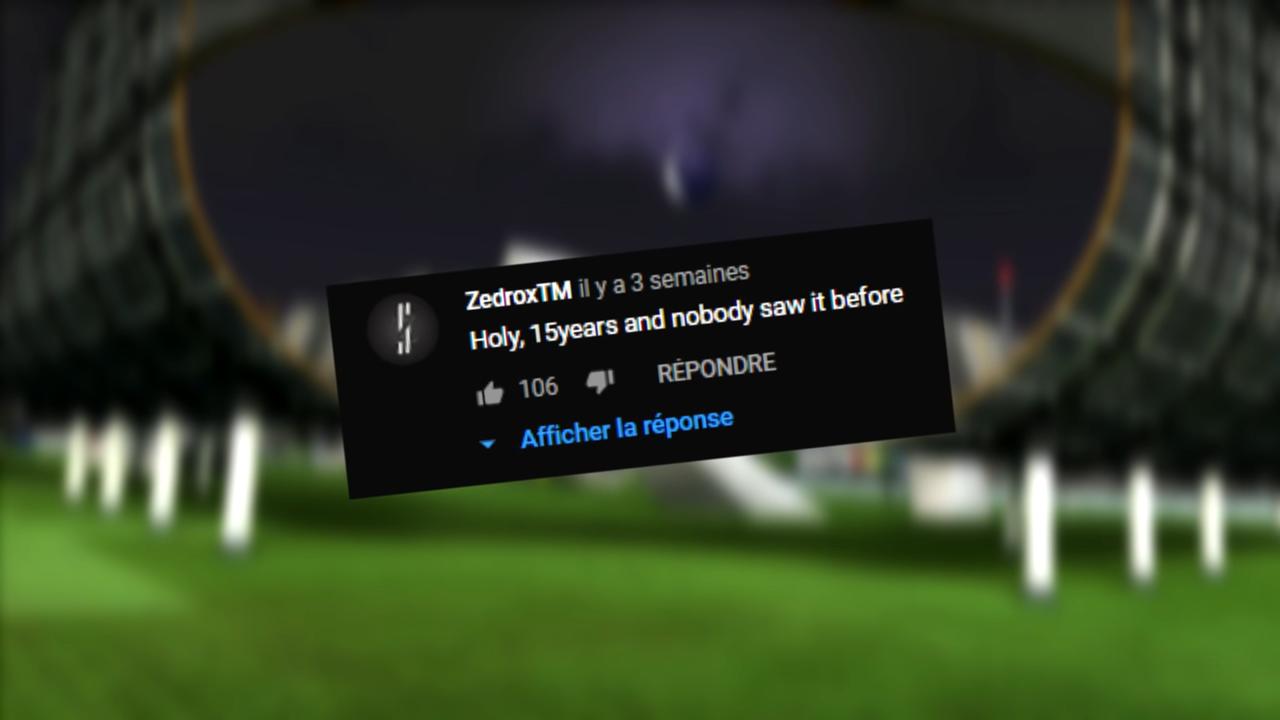 ZedroxTM il y a 3 semaines
Holy, 15years and nobody saw it before
106 RÉPONDRE
Afficher la réponse